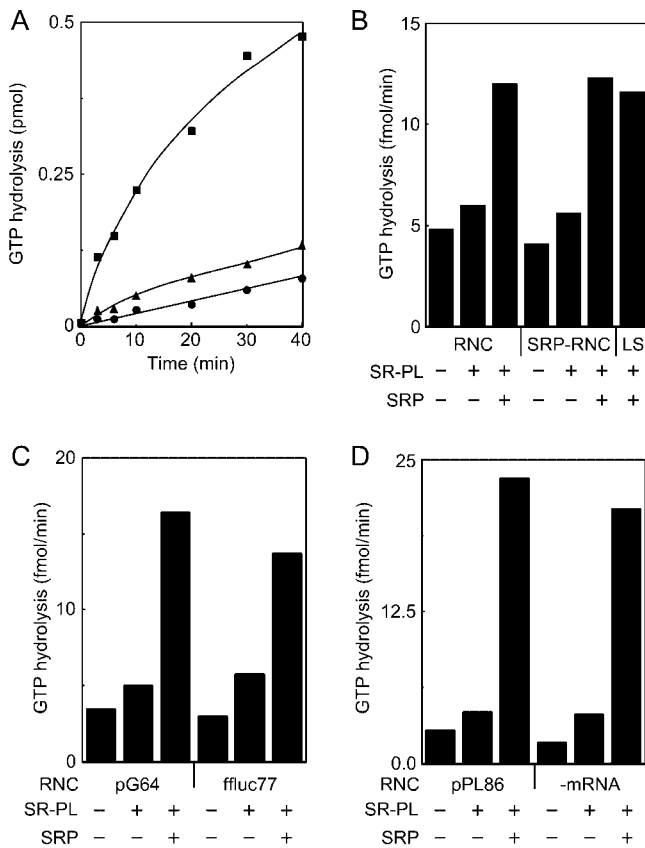 A
GTP hydrolysis (pmol)
0.5
0.25
0
0 10 20 30 40
Time (min)
B
GTP hydrolysis (fmol/min)
15
10
5
0
RNC SRP-RNC LS
SR-PL − + + − + + +
SRP − − + − − + +
C
GTP hydrolysis (fmol/min)
20
10
0
RNC pG64 ffluc77
SR-PL − + + − + +
SRP − − + − − +
D
GTP hydrolysis (fmol/min)
25
12.5
0.0
RNC pPL86 -mRNA
SR-PL − + + − + +
SRP − − + − − +